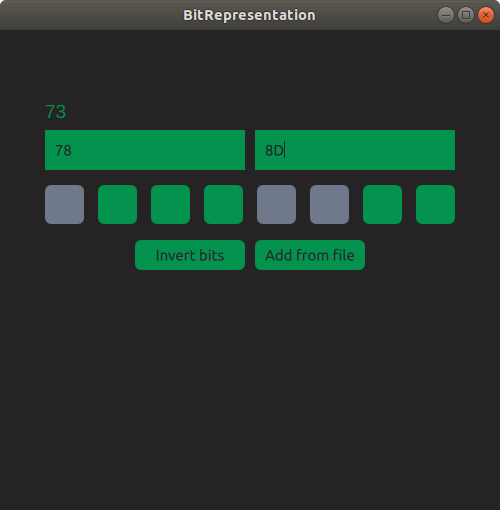 BitRepresentation
73
78
8D
Invert bits
Add from file